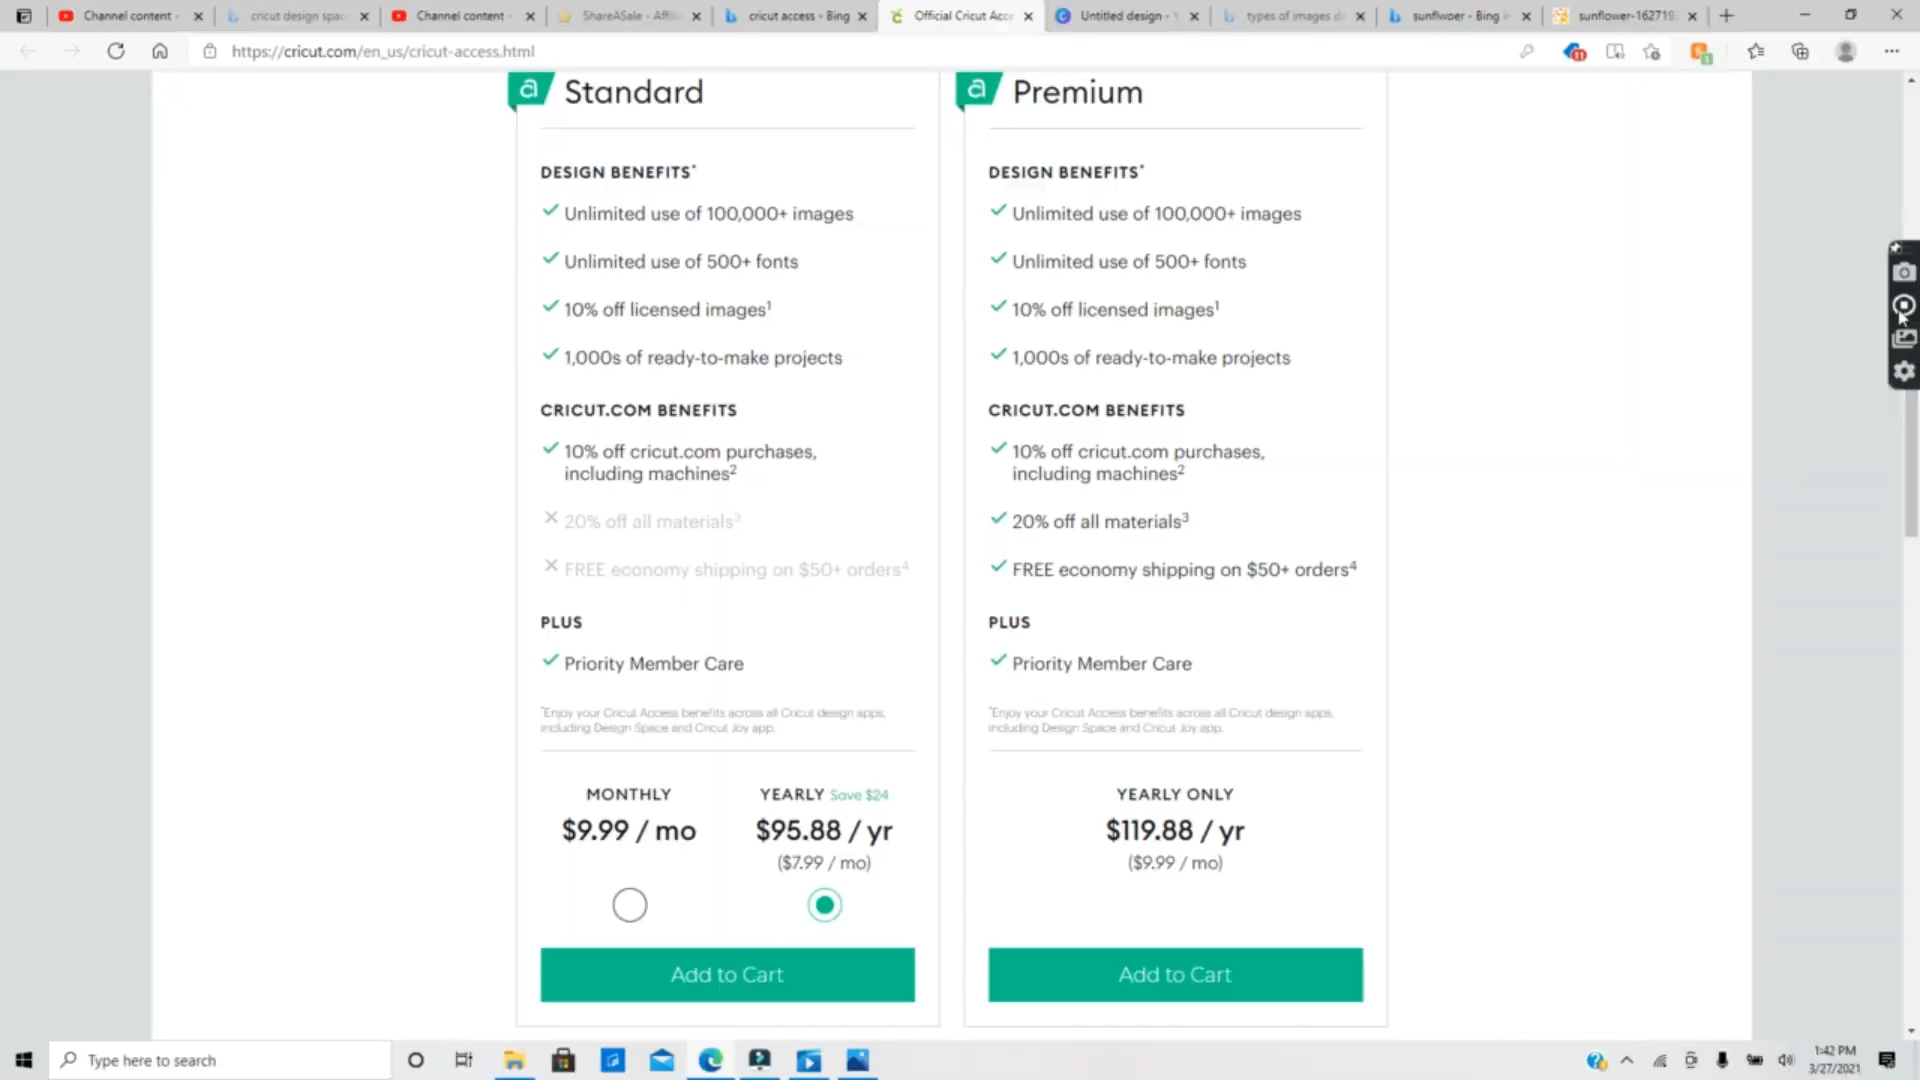 Channel content -
cricut design spac
Channel content -
ShareASale - Affili
cricut access - Bing
Official Cricut Acce
Untitled design -
types of images d
sunflwoer - Bing i
sunflower-162719
https://cricut.com/en_us/cricut-access.html
11
1
a Standard
DESIGN BENEFITS*
Unlimited use of 100,000+ images
Unlimited use of 500+ fonts
10% off licensed images1
1,000s of ready-to-make projects
CRICUT.COM BENEFITS
10% off cricut.com purchases,
including machines2
20% off all materials3
FREE economy shipping on $50+ orders4
PLUS
Priority Member Care
*Enjoy your Cricut Access benefits across all Cricut design apps,
including Design Space and Cricut Joy app.
MONTHLY
$9.99 / mo
YEARLY Save $24
$95.88 / yr
($7.99 / mo)
Add to Cart
a Premium
DESIGN BENEFITS*
Unlimited use of 100,000+ images
Unlimited use of 500+ fonts
10% off licensed images1
1,000s of ready-to-make projects
CRICUT.COM BENEFITS
10% off cricut.com purchases,
including machines2
20% off all materials3
FREE economy shipping on $50+ orders4
PLUS
Priority Member Care
*Enjoy your Cricut Access benefits across all Cricut design apps,
including Design Space and Cricut Joy app.
YEARLY ONLY
$119.88 / yr
($9.99 / mo)
Add to Cart
Type here to search
1:42 PM
3/27/2021